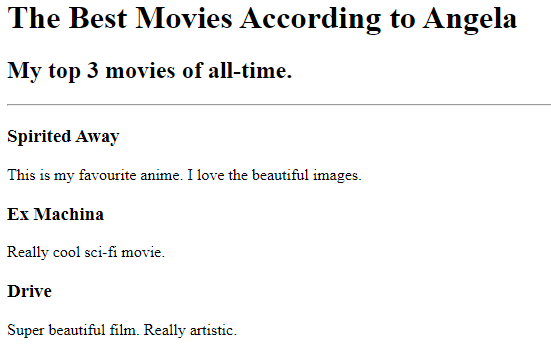 The Best Movies According to Angela
My top 3 movies of all-time.
Spirited Away
This is my favourite anime. I love the beautiful images.
Ex Machina
Really cool sci-fi movie.
Drive
Super beautiful film. Really artistic.